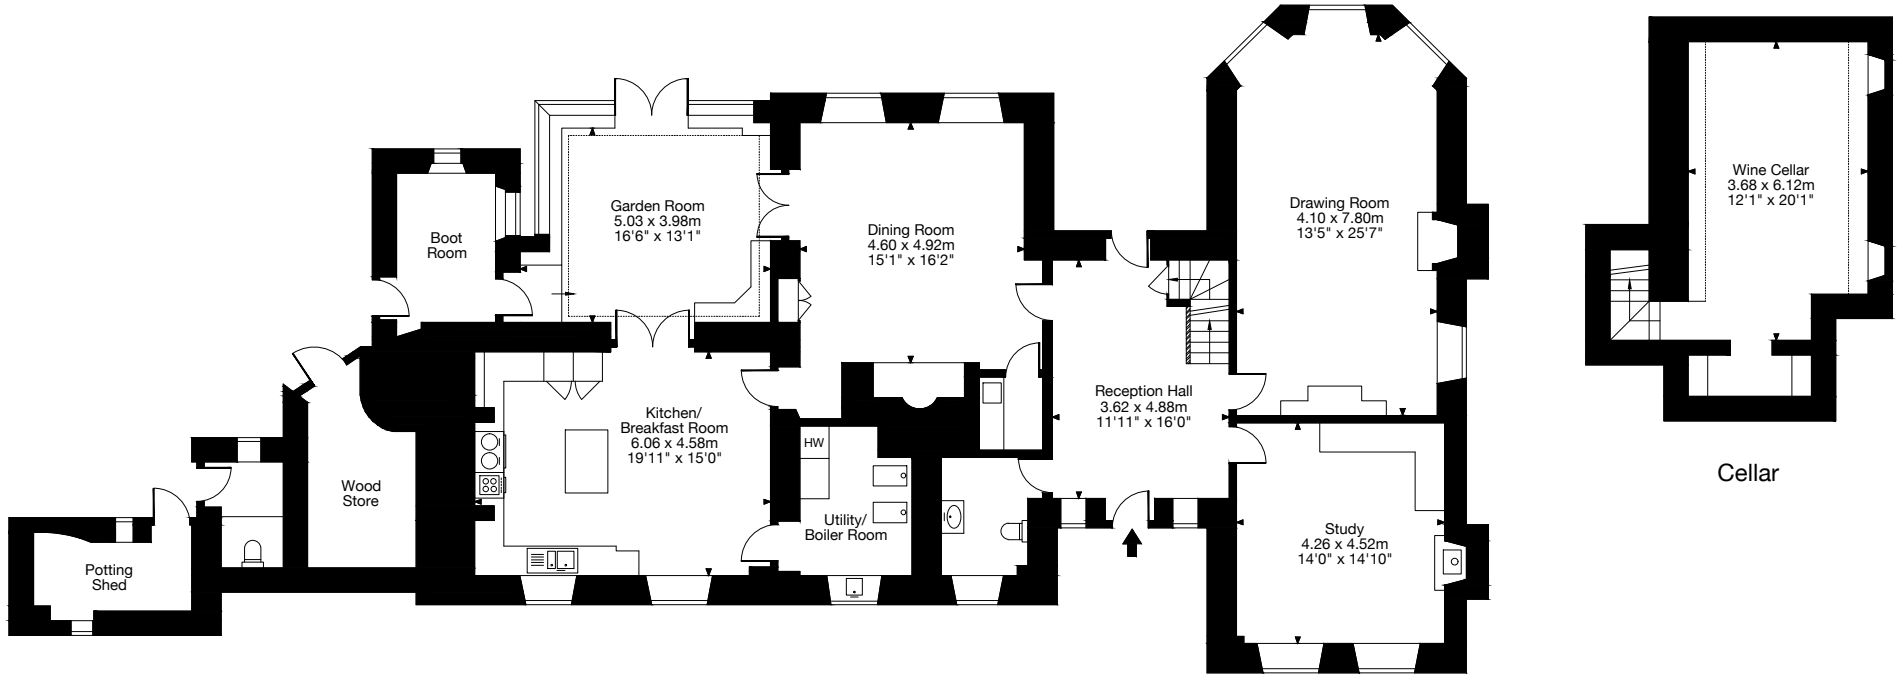 Garden Room
5.03 x 3.98m
16'6" x 13'1"
Boot
Room
Dining Room
4.60 x 4.92m
15'1" x 16'2"
Drawing Room
4.10 x 7.80m
13'5" x 25'7"
Wine Cellar
3.68 x 6.12m
12'1" x 20'1"
Reception Hall
3.62 x 4.88m
11'11" x 16'0"
Kitchen/
Breakfast Room
6.06 x 4.58m
19'11" x 15'0"
HW
Cellar
Wood
Store
Utility/
Boiler Room
Study
4.26 x 4.52m
14'0" x 14'10"
Potting
Shed